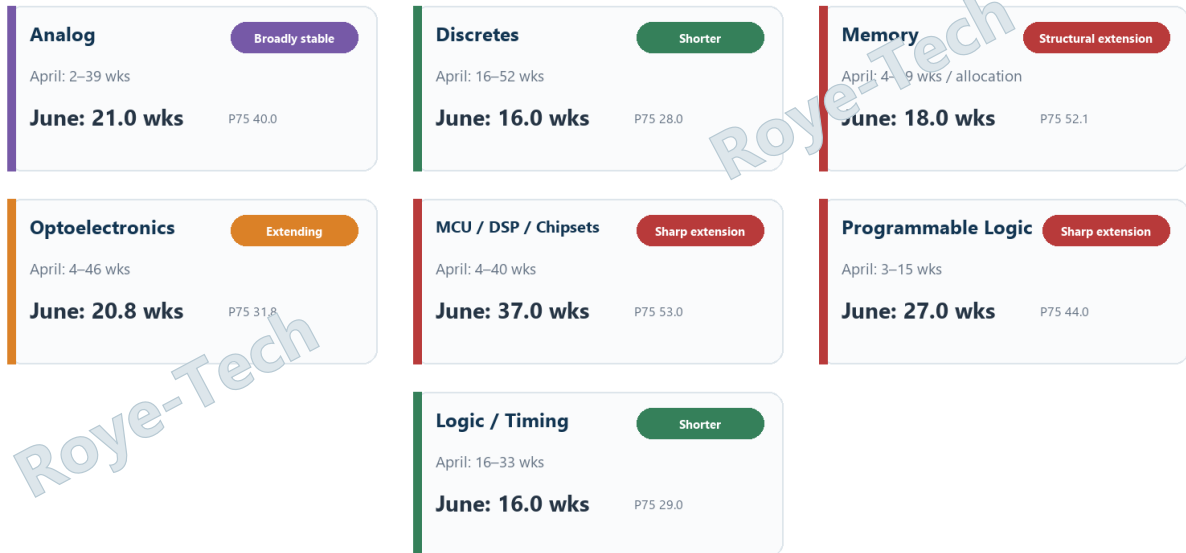 Analog
Broadly stable
April: 2–39 wks
June: 21.0 wks
P75 40.0
Discretes
Shorter
April: 16–52 wks
June: 16.0 wks
P75 28.0
Memory
Structural extension
wks / allocation
June: 18.0 wks
P75 52.1
Roye-Tech
Optoelectronics
Extending
April: 4–46 wks
June: 20.8 wks
P75 31.8
MCU / DSP / Chipsets
Sharp extension
April: 4–40 wks
June: 37.0 wks
P75 53.0
Programmable Logic
Sharp extension
April: 3–15 wks
June: 27.0 wks
P75 44.0
Roye-Tech
Logic / Timing
Shorter
April: 16–33 wks
June: 16.0 wks
P75 29.0